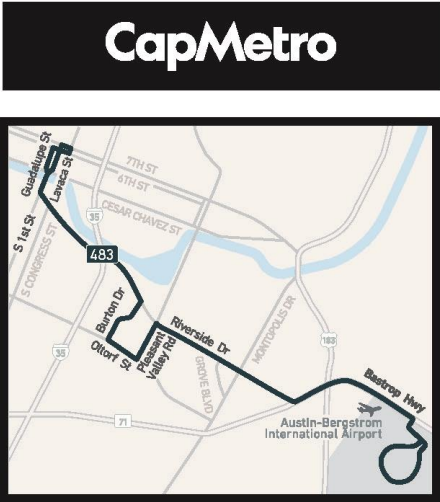 CapMetro
Guadalupe St
Lavaca St
7TH ST
6TH ST
CESAR CHAVEZ ST
S 1st St
S CONGRESS ST
35
483
Burton Dr
Oltorf St
Pleasant
Valley Rd
Riverside Dr
GROVE BLVD
MONTOPOLIS DR
183
35
71
Bastrop Hwy
Austin-Bergstrom
International Airport